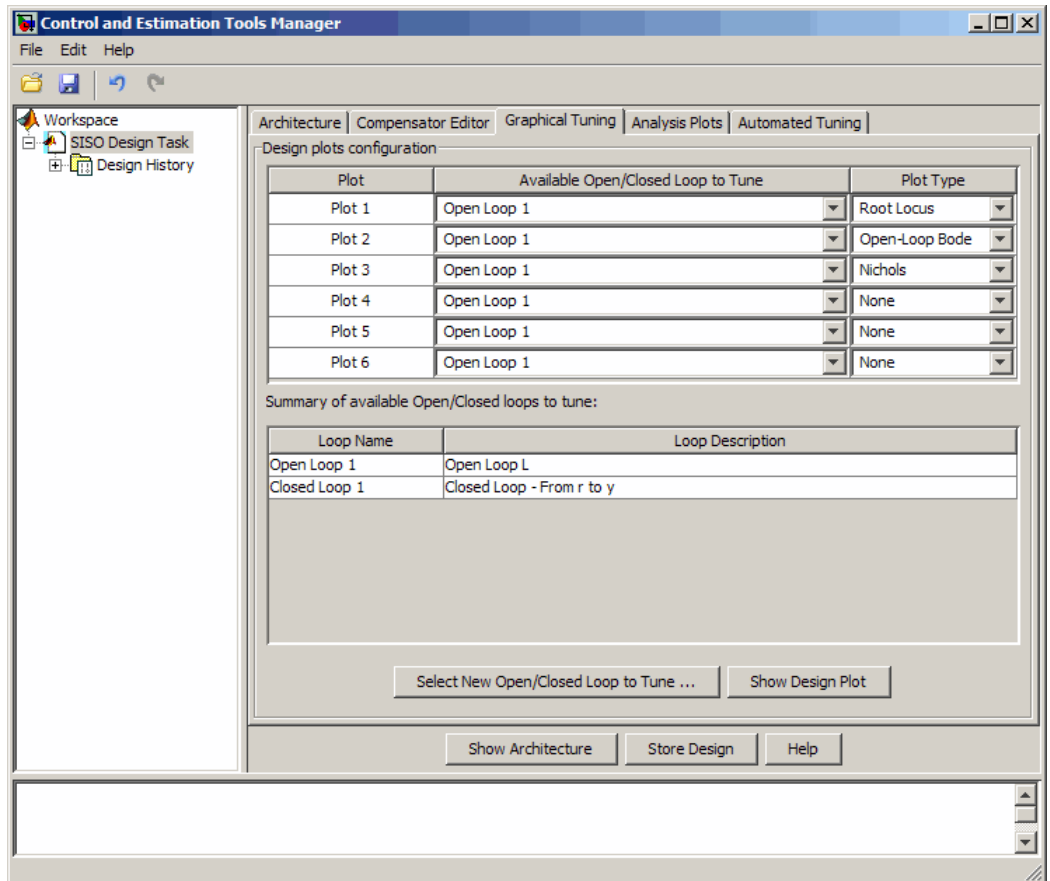 Control and Estimation Tools Manager
File Edit Help
Workspace
SISO Design Task
Design History
Architecture Compensator Editor Graphical Tuning Analysis Plots Automated Tuning
Design plots configuration
Plot Available Open/Closed Loop to Tune Plot Type
Plot 1 Open Loop 1 Root Locus
Plot 2 Open Loop 1 Open-Loop Bode
Plot 3 Open Loop 1 Nichols
Plot 4 Open Loop 1 None
Plot 5 Open Loop 1 None
Plot 6 Open Loop 1 None
Summary of available Open/Closed loops to tune:
Loop Name Loop Description
Open Loop 1 Open Loop L
Closed Loop 1 Closed Loop - From r to y
Select New Open/Closed Loop to Tune ... Show Design Plot
Show Architecture Store Design Help